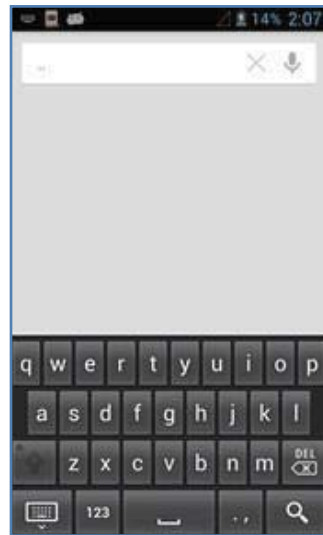 14% 2:07
q w e r t y u i o p
a s d f g h j k l
z x c v b n m DEL
123 . ,